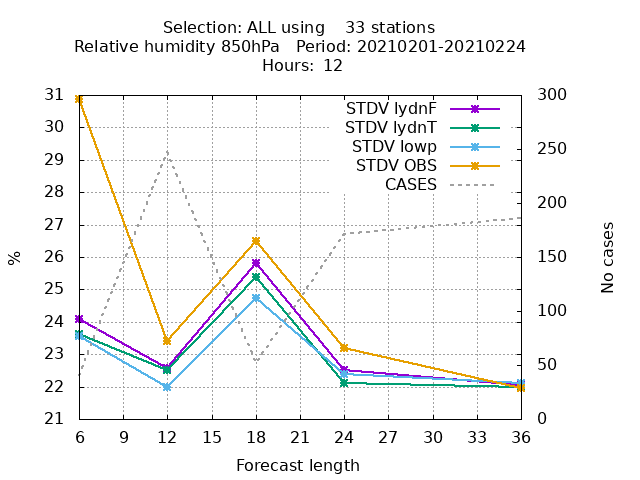 Selection: ALL using 33 stations
Relative humidity 850hPa Period: 20210201-20210224
Hours: 12
STDV lydnF
STDV lydnT
STDV lowp
STDV OBS
CASES
31
30
29
28
27
26
25
24
23
22
21
300
250
200
150
100
50
0
%
No cases
6 9 12 15 18 21 24 27 30 33 36
Forecast length